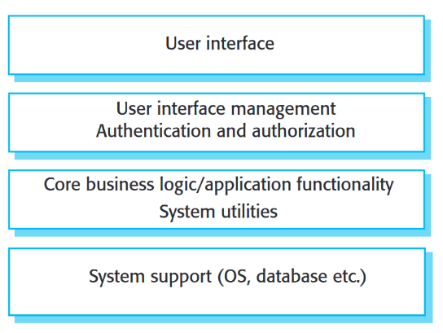 User interface
User interface management
Authentication and authorization
Core business logic/application functionality
System utilities
System support (OS, database etc.)